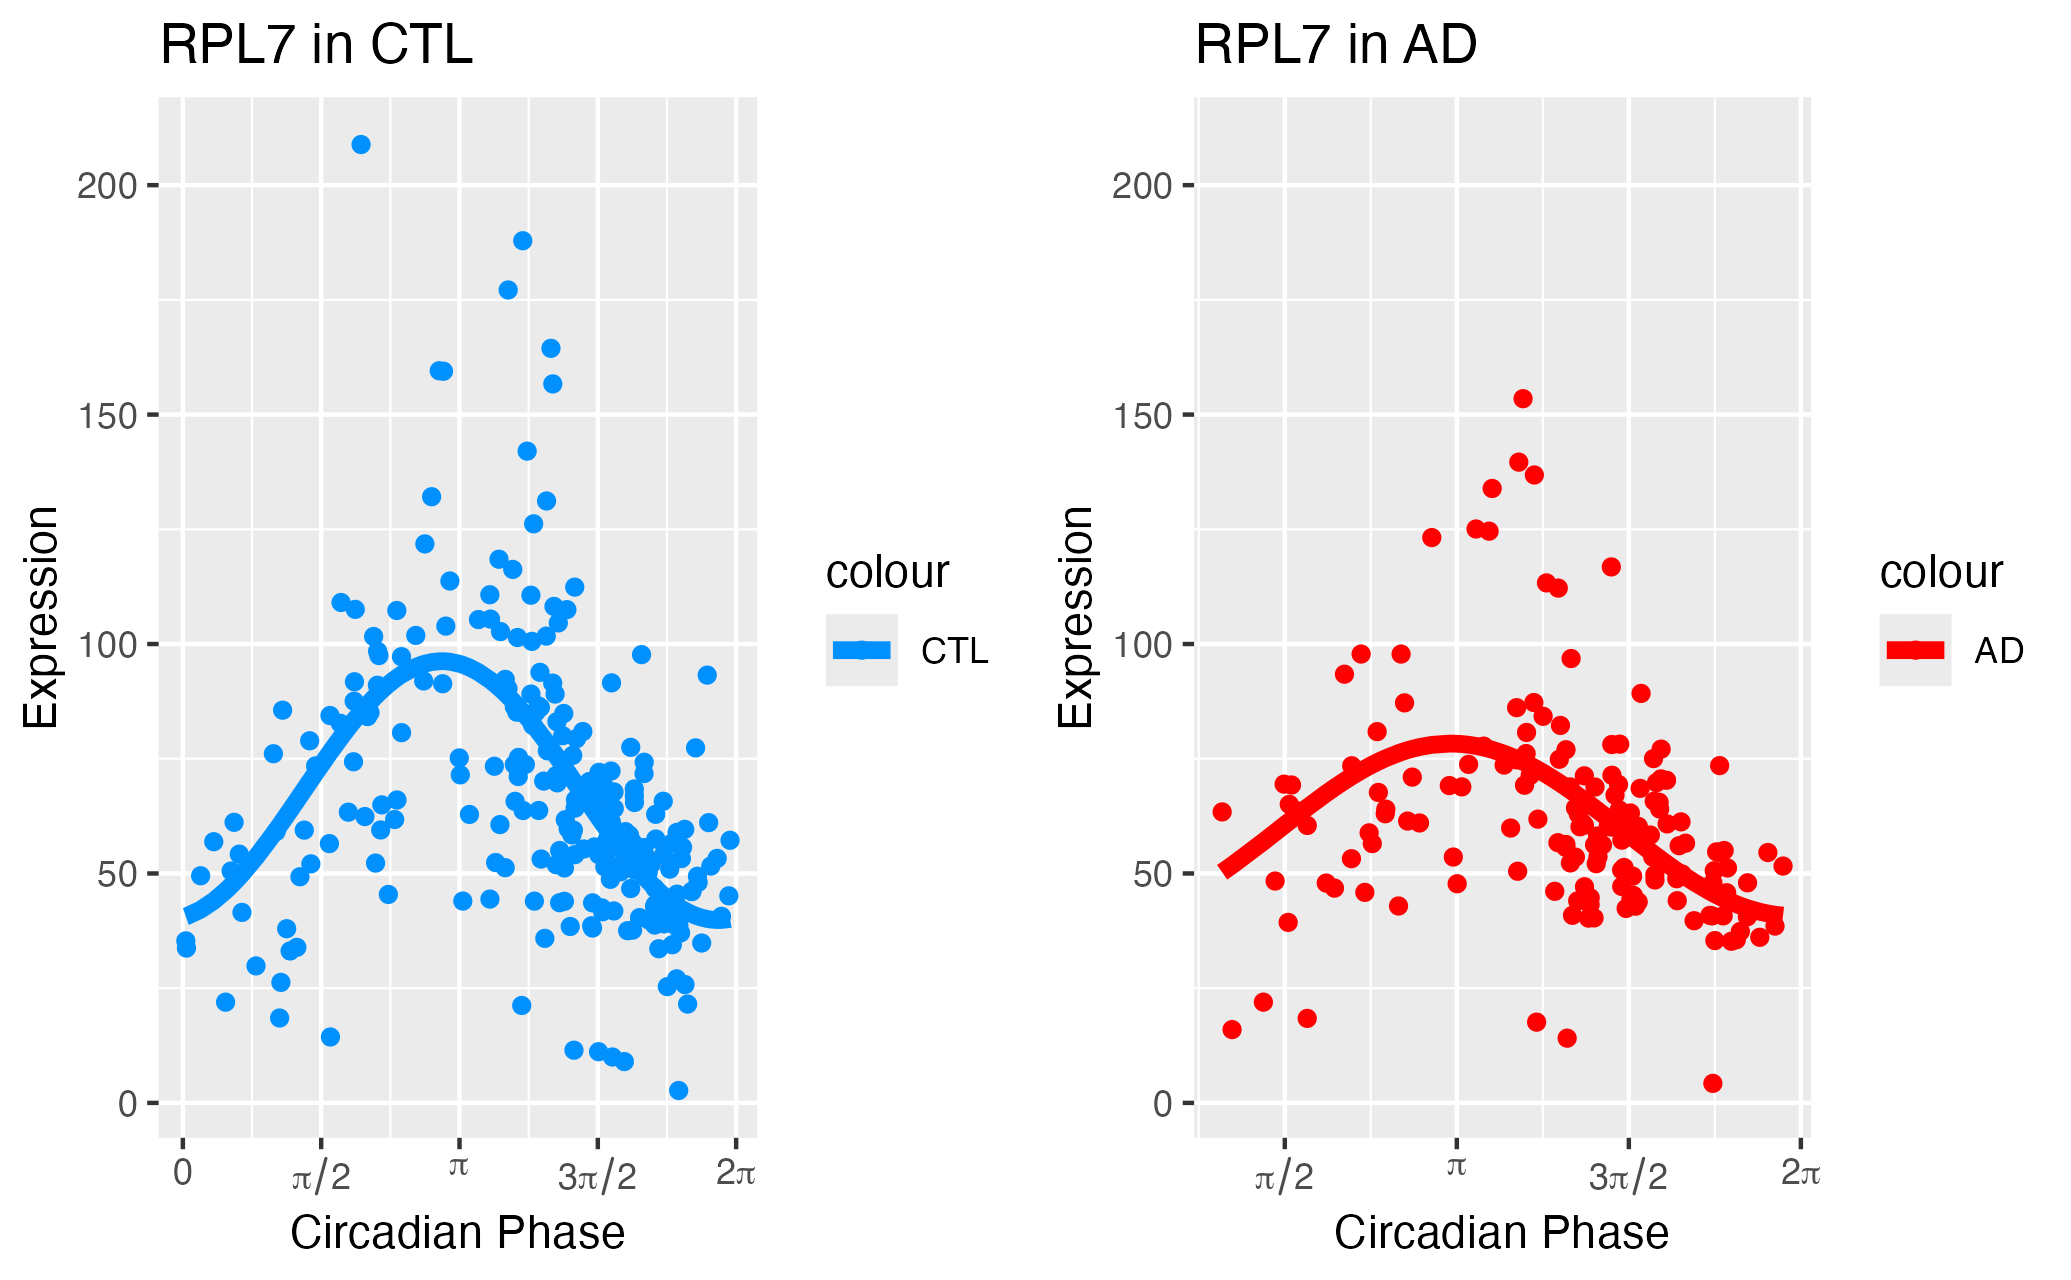 RPL7 in CTL
Expression
200
150
100
50
0
0 π/2 π 3π/2 2π
Circadian Phase
colour
CTL
RPL7 in AD
Expression
200
150
100
50
0
π/2 π 3π/2 2π
Circadian Phase
colour
AD